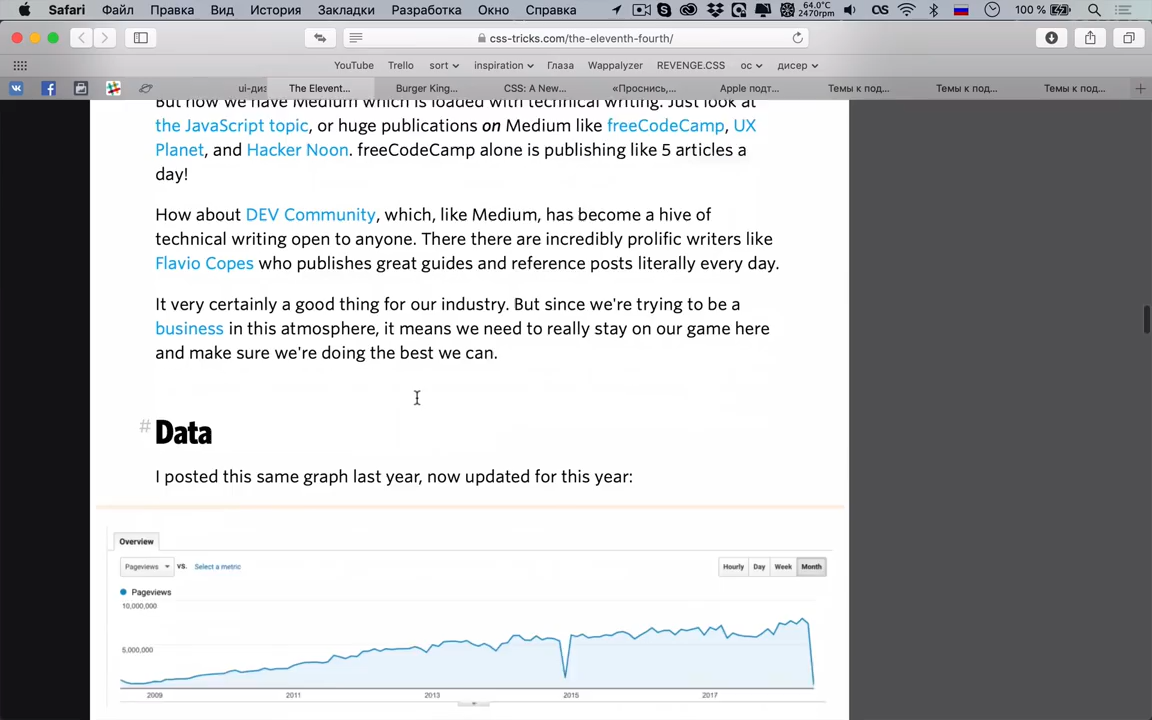 Safari Файл Правка Вид История Закладки Разработка Окно Справка 64.0°C 2470rpm 100 %
css-tricks.com/the-eleventh-fourth/
YouTube Trello sort inspiration Глаза Wappalyzer REVENGE.CSS ос дисер
ui-диз The Elevent... Burger King... CSS: A New... «Проснись,... Apple подт... Темы к под... Темы к под... Темы к под...
But now we have Medium which is loaded with technical writing. Just look at
the JavaScript topic, or huge publications on Medium like freeCodeCamp, UX
Planet, and Hacker Noon. freeCodeCamp alone is publishing like 5 articles a
day!
How about DEV Community, which, like Medium, has become a hive of
technical writing open to anyone. There there are incredibly prolific writers like
Flavio Copes who publishes great guides and reference posts literally every day.
It very certainly a good thing for our industry. But since we're trying to be a
business in this atmosphere, it means we need to really stay on our game here
and make sure we're doing the best we can.
# Data
I posted this same graph last year, now updated for this year:
Overview
Pageviews VS. Select a metric Hourly Day Week Month
Pageviews
10,000,000
5,000,000
2009 2011 2013 2015 2017